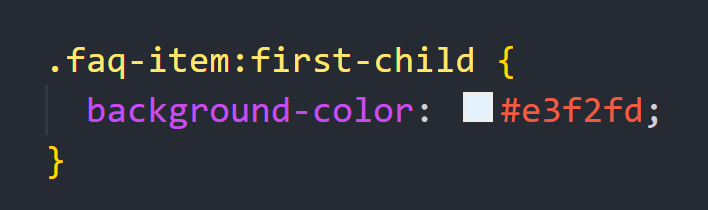 .faq-item:first-child {
  background-color: #e3f2fd;
}